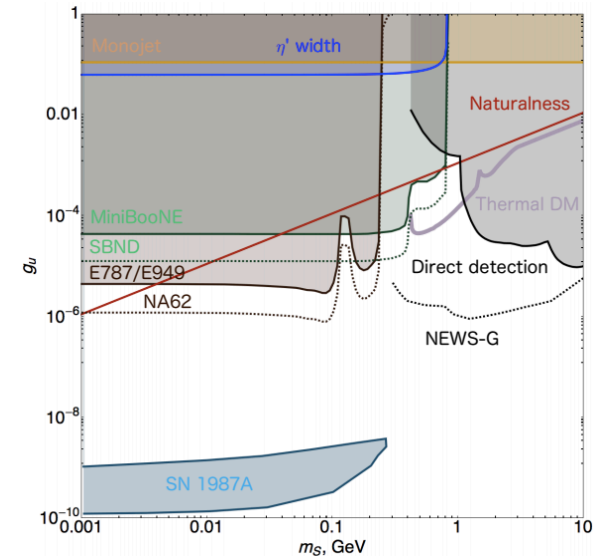 1
Monojet
η' width
0.01
Naturalness
Thermal DM
10⁻⁴
MiniBooNE
SBND
E787/E949
Direct detection
NA62
10⁻⁶
NEWS-G
10⁻⁸
SN 1987A
10⁻¹⁰
0.001
0.01
0.1
1
10
gᵤ
m_S, GeV